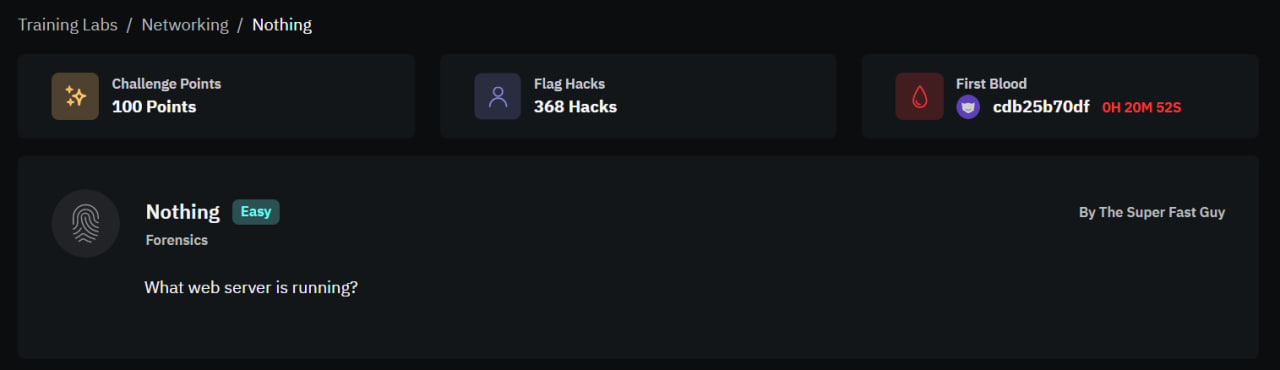 Training Labs / Networking / Nothing
Challenge Points
100 Points
Flag Hacks
368 Hacks
First Blood
cdb25b70df 0H 20M 52S
Nothing Easy
By The Super Fast Guy
Forensics
What web server is running?